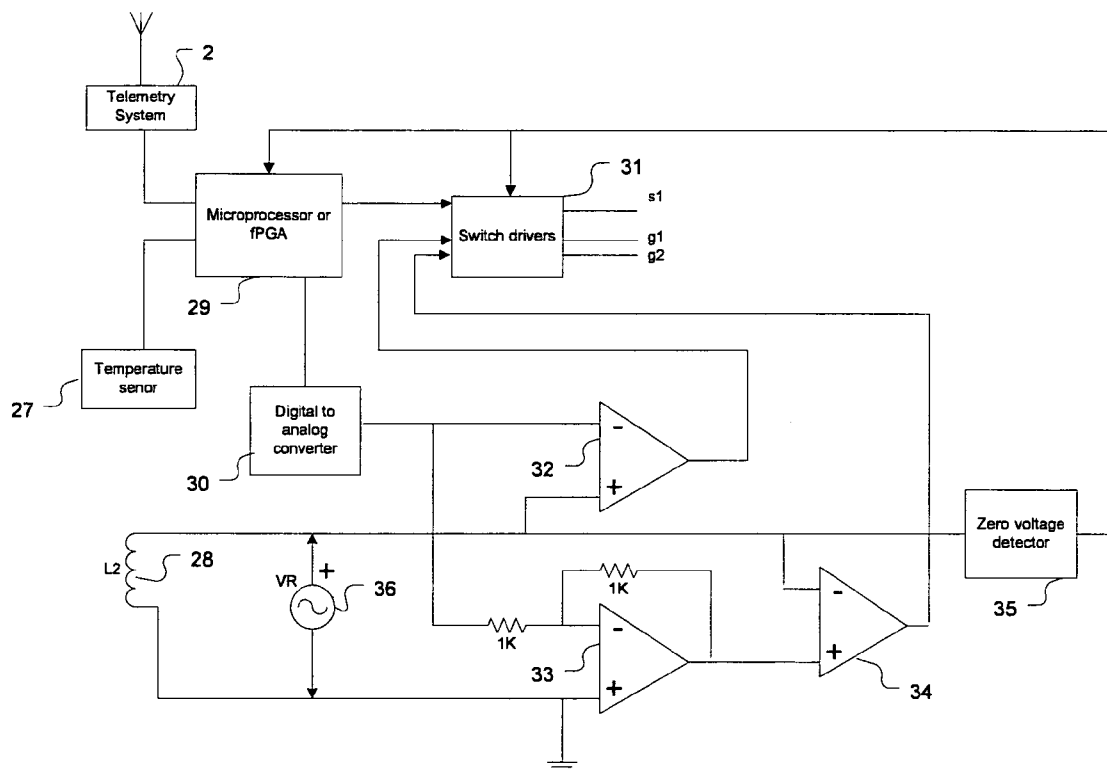 2
Telemetry
System
31
s1
Microprocessor or
fPGA
Switch drivers
g1
g2
29
Temperature
senor
27
Digital to
analog
converter
30
-
32
+
Zero voltage
detector
L2
28
VR
+
36
1K
35
-
1K
-
33
+
+
34